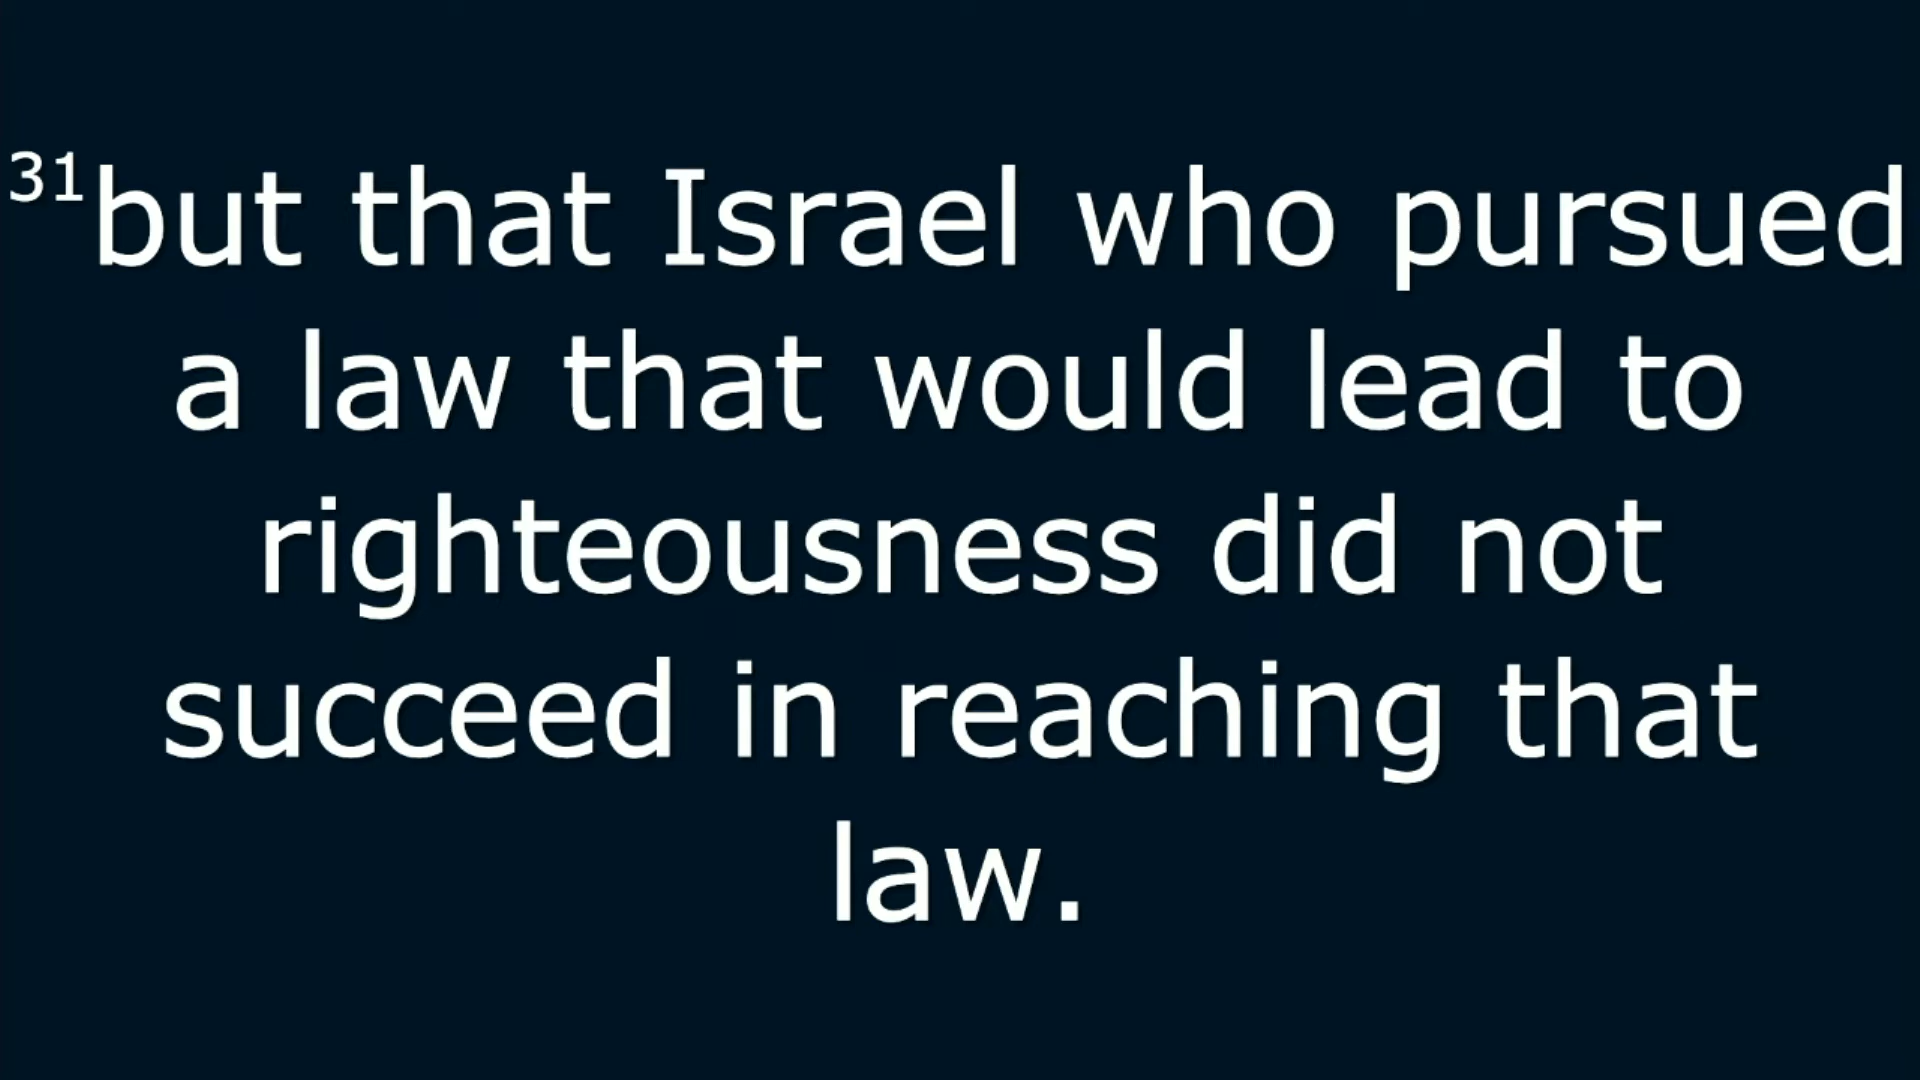 31but that Israel who pursued
a law that would lead to
righteousness did not
succeed in reaching that
law.